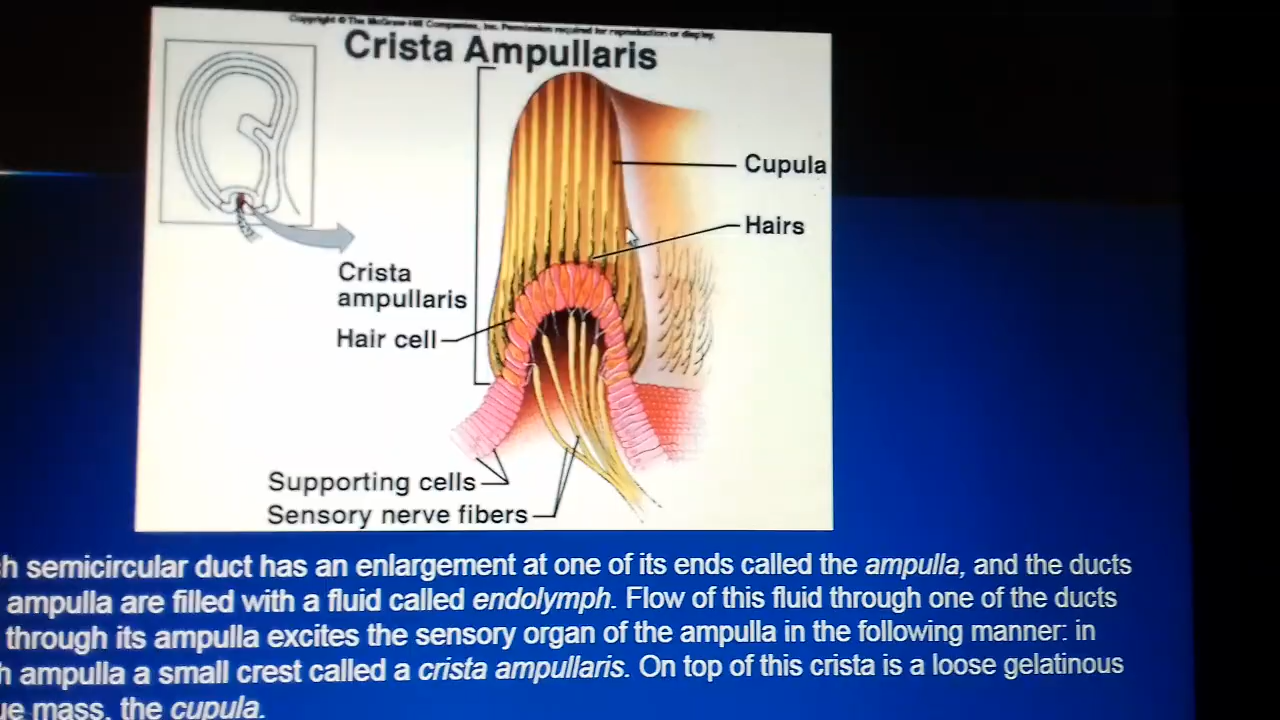 Copyright © The McGraw-Hill Companies, Inc. Permission required for reproduction or display.
Crista Ampullaris
Cupula
Hairs
Crista
ampullaris
Hair cell
Supporting cells
Sensory nerve fibers
h semicircular duct has an enlargement at one of its ends called the ampulla, and the ducts
ampulla are filled with a fluid called endolymph. Flow of this fluid through one of the ducts
through its ampulla excites the sensory organ of the ampulla in the following manner: in
h ampulla a small crest called a crista ampullaris. On top of this crista is a loose gelatinous
ue mass, the cupula.